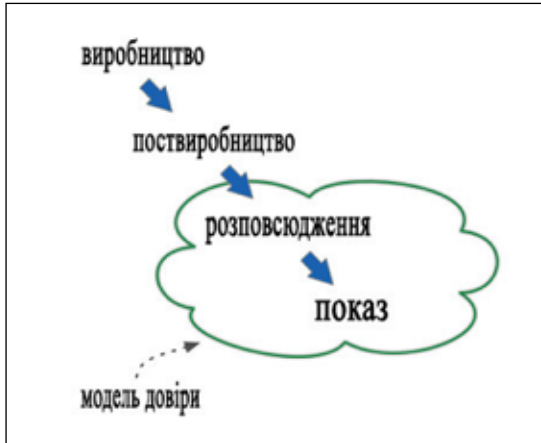 виробництво
поствиробництво
розповсюдження
показ
модель довіри